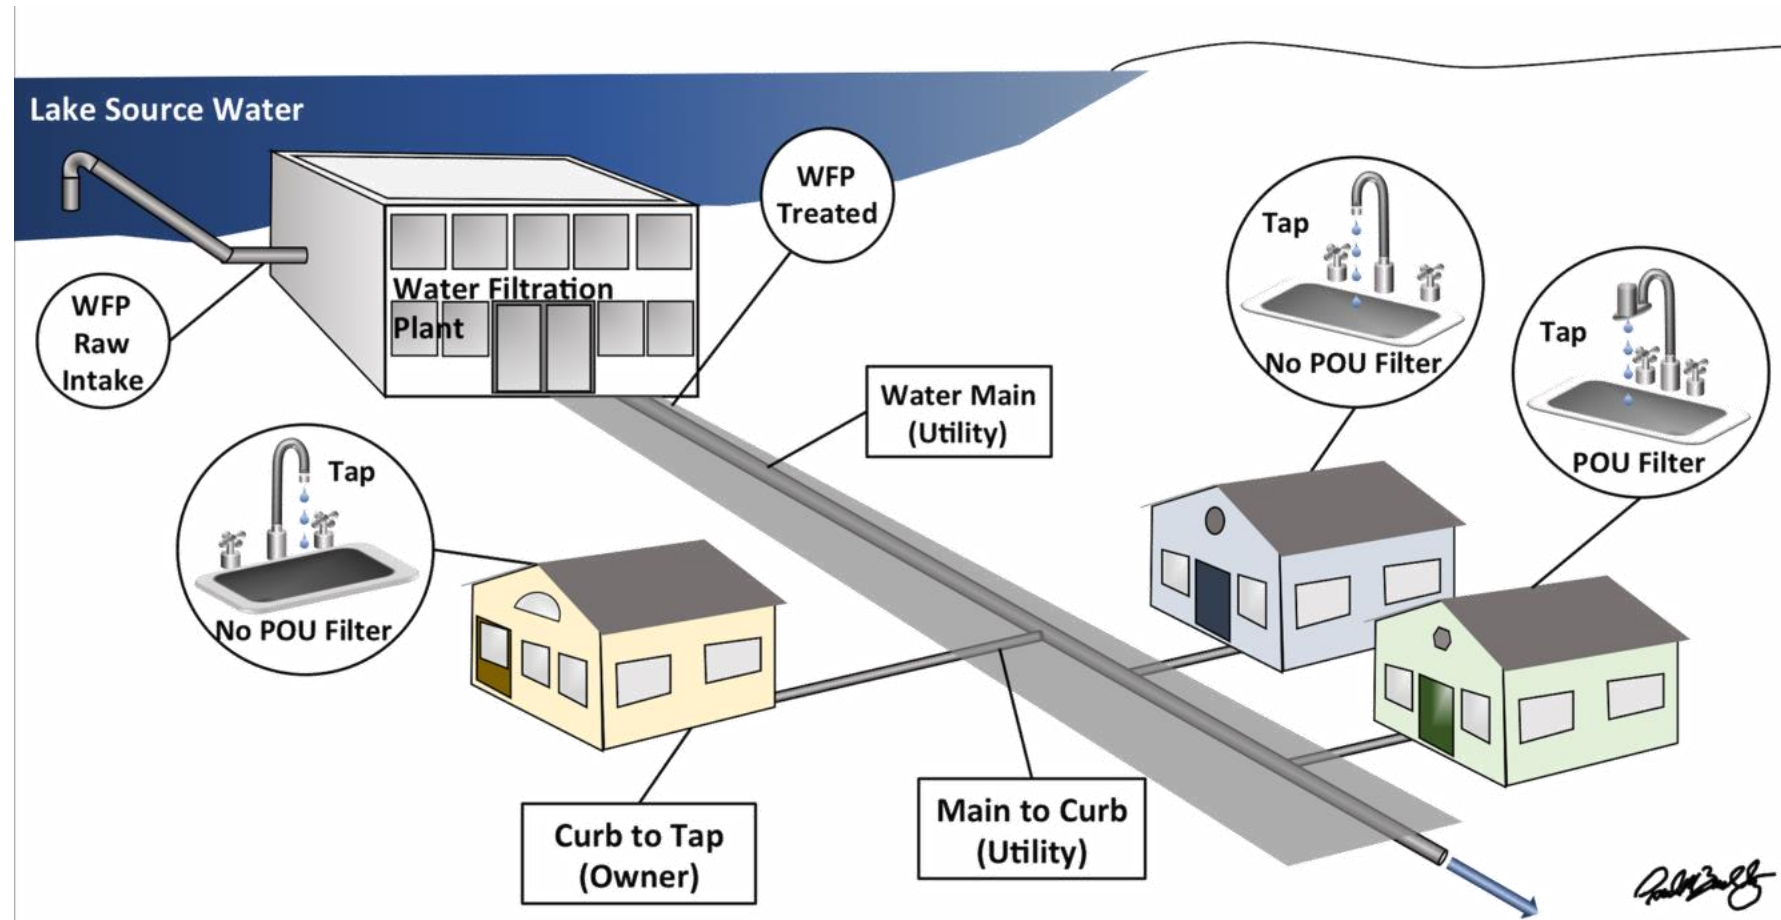 Lake Source Water
WFP
Raw
Intake
Water Filtration
Plant
WFP
Treated
Water Main
(Utility)
Tap
No POU Filter
Tap
POU Filter
Tap
No POU Filter
Curb to Tap
(Owner)
Main to Curb
(Utility)